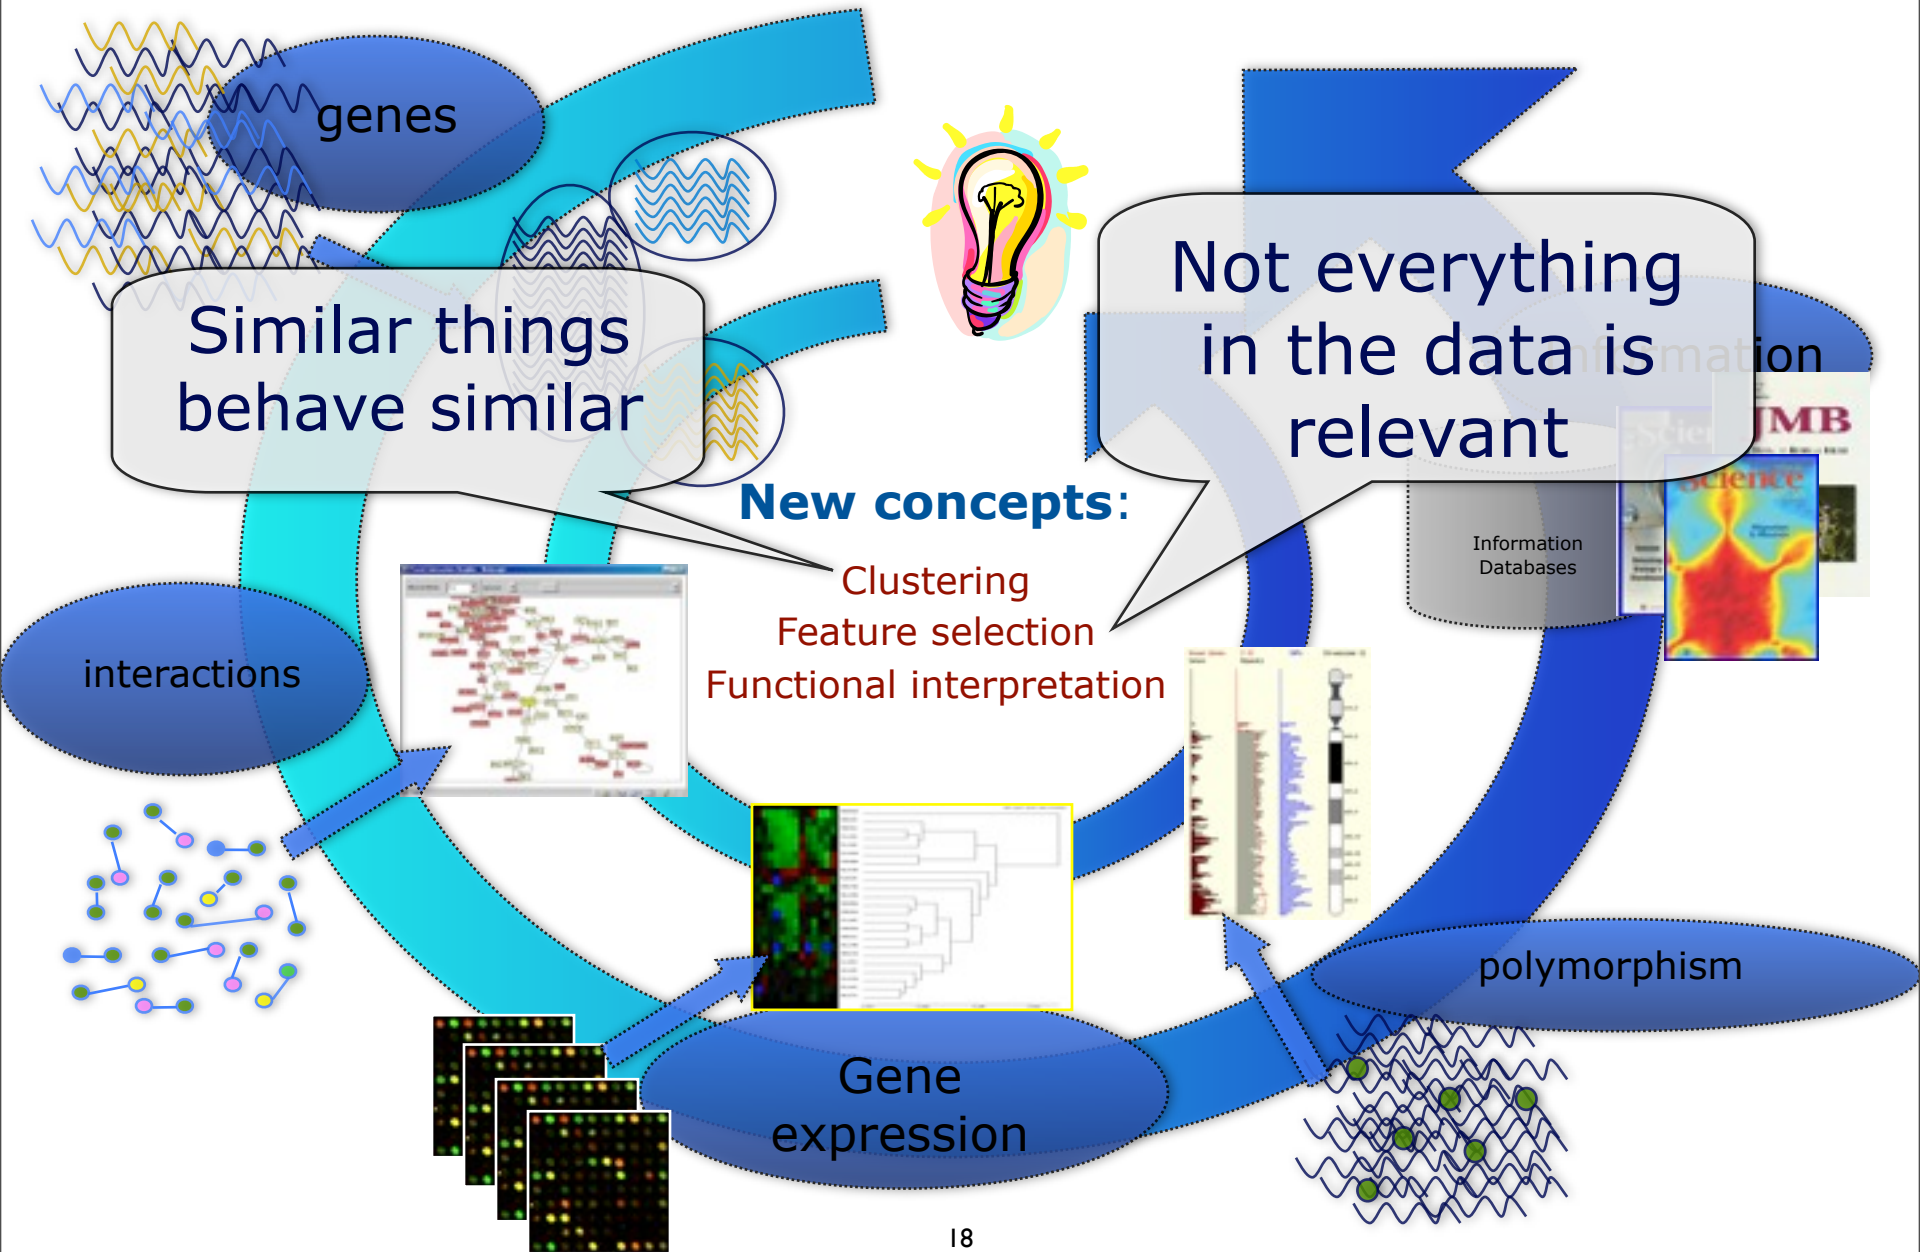 genes
Similar things
behave similar
Not everything
in the data is
relevant
information
JMB
Science
New concepts:
Information
Databases
Clustering
Feature selection
Functional interpretation
interactions
polymorphism
Gene
expression
18